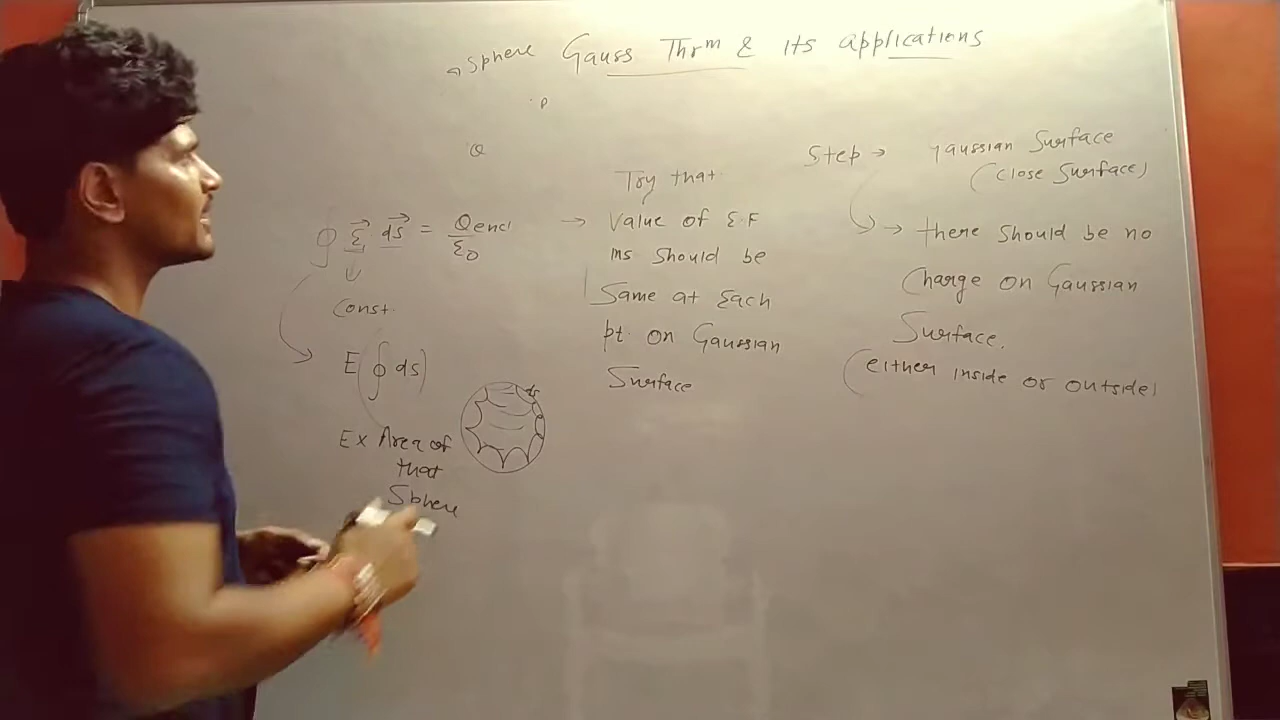 → Sphere Gauss Thrm & its applications
. P
Q
∮ E⃗ ds⃗ = Qencl / ε0
↓
Const.
E(∮ ds)
E x Area of
that
Sphere
ds
→ Try that
Value of E.F
ms should be
Same at Each
pt. on Gaussian
Surface
Step → gaussian Surface
(Close Surface)
→ there should be no
Charge on Gaussian
Surface.
(either inside or outside)